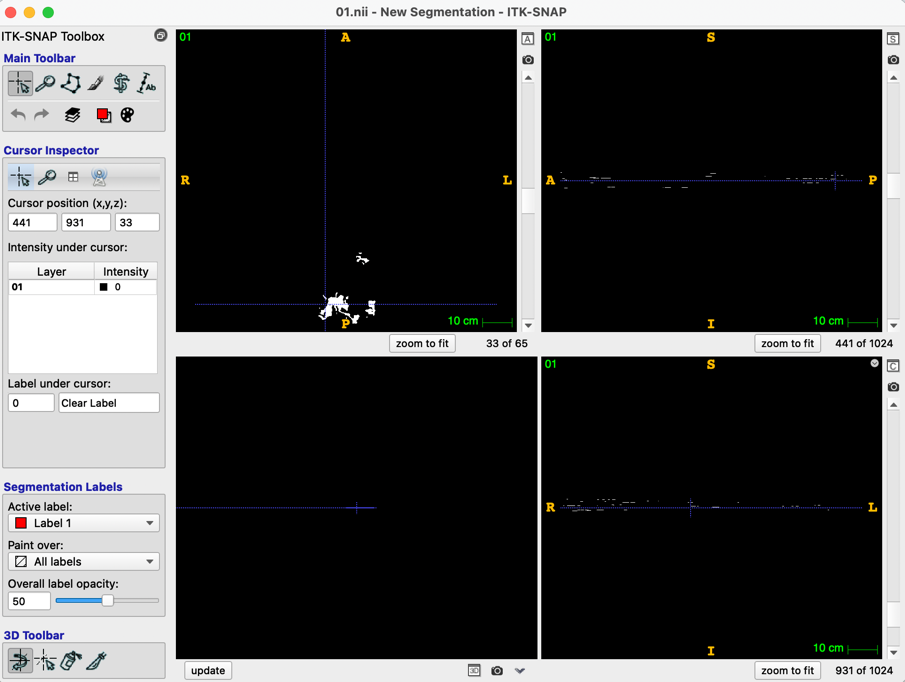 01.nii - New Segmentation - ITK-SNAP
ITK-SNAP Toolbox
Main Toolbar
Ab
Cursor Inspector
Cursor position (x,y,z):
441 931 33
Intensity under cursor:
Layer Intensity
01 0
Label under cursor:
0 Clear Label
Segmentation Labels
Active label:
Label 1
Paint over:
All labels
Overall label opacity:
50
3D Toolbar
01 A A
R L
P 10 cm
zoom to fit 33 of 65
01 S S
A P
I 10 cm
zoom to fit 441 of 1024
update 3D
01 S C
R L
I 10 cm
zoom to fit 931 of 1024